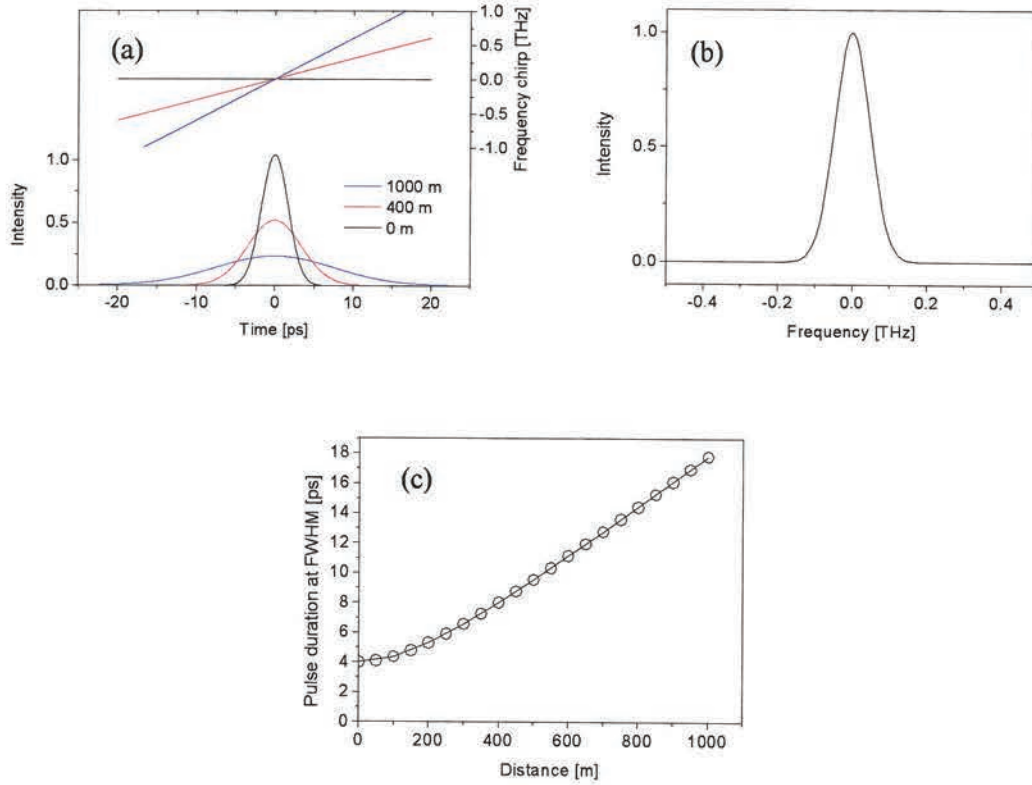 (a)
1.0
0.5
0.0
-0.5
-1.0
Frequency chirp [THz]
1.0
0.5
0.0
Intensity
1000 m
400 m
0 m
-20 -10 0 10 20
Time [ps]
(b)
1.0
0.5
0.0
Intensity
-0.4 -0.2 0.0 0.2 0.4
Frequency [THz]
(c)
18
16
14
12
10
8
6
4
2
0
Pulse duration at FWHM [ps]
0 200 400 600 800 1000
Distance [m]